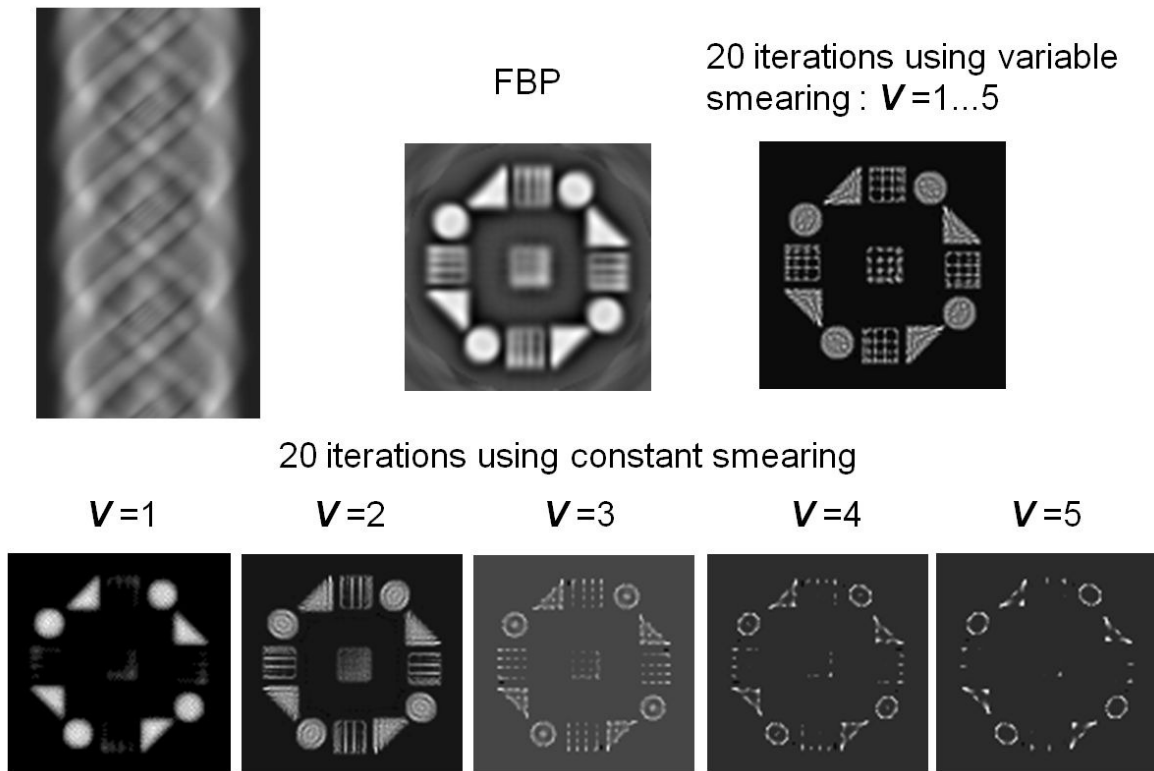 FBP
20 iterations using variable
smearing : V =1...5
20 iterations using constant smearing
V =1
V =2
V =3
V =4
V =5